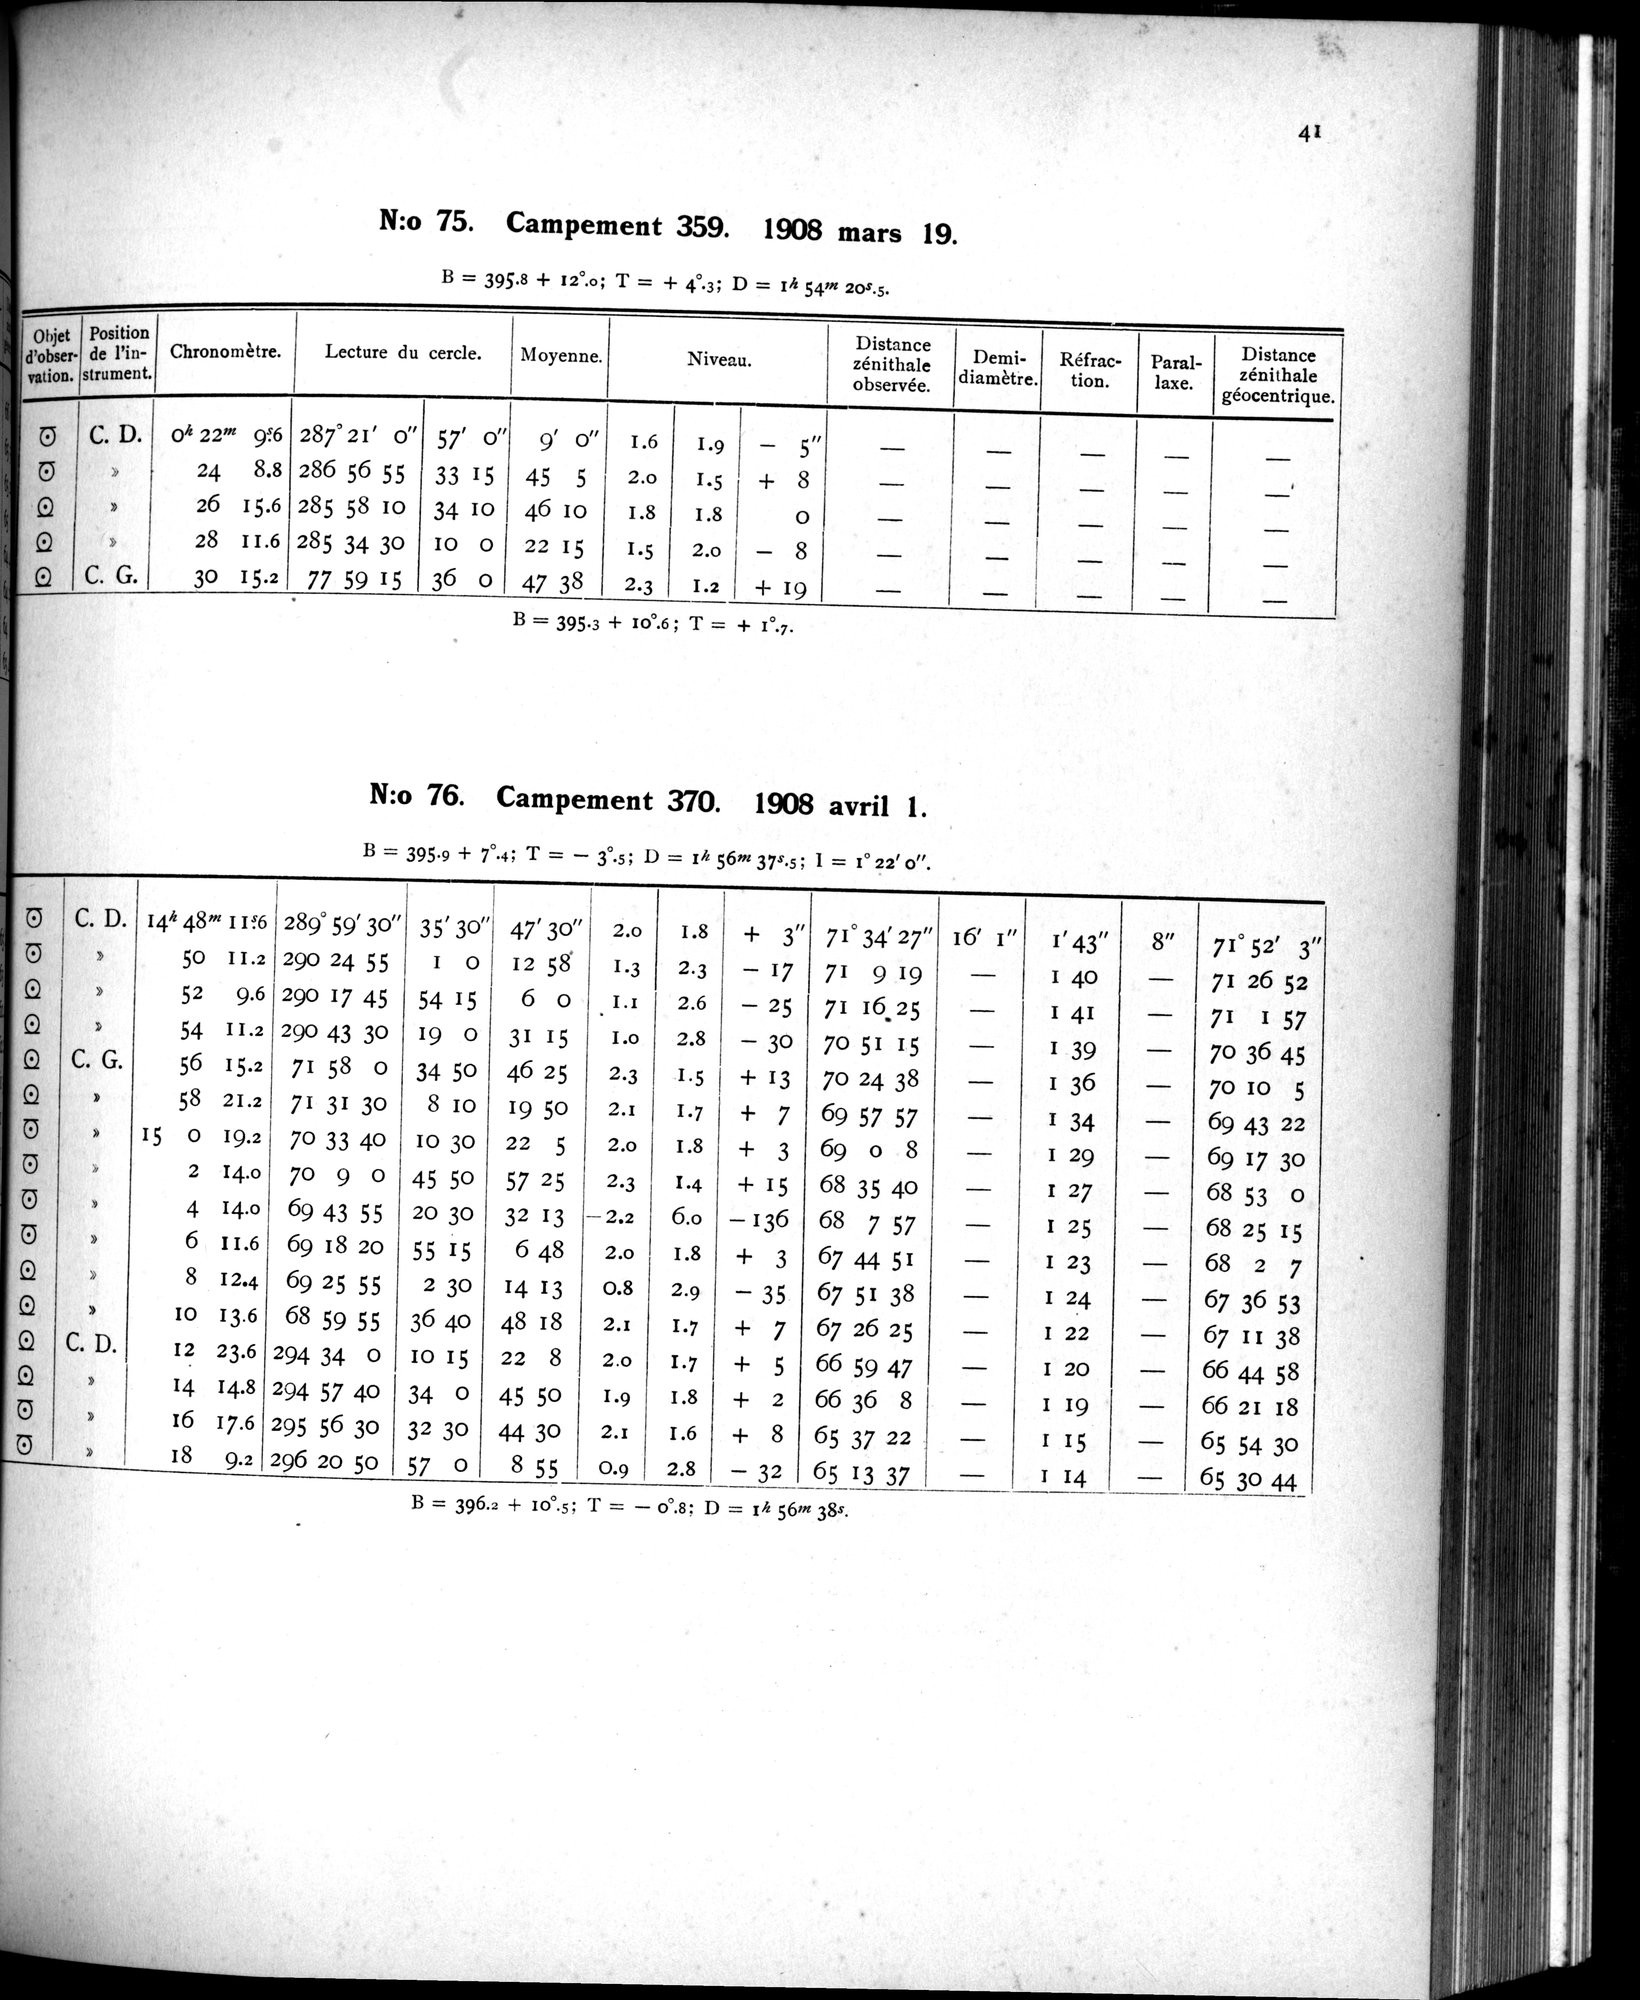 41
N:o 75. Campement 359. 1908 mars 19.
B = 395.8 + 12°.0; T = + 4°.3; D = 1h 54m 20s.5.
Objet d'obser-vation. Position de l'in-strument. Chronomètre. Lecture du cercle. Moyenne. Niveau. Distance zénithale observée. Demi-diamètre. Réfrac-tion. Paral-laxe. Distance zénithale géocentrique.
C. D. 0h 22m 9s.6 287° 21′ 0″ 57′ 0″ 9′ 0″ 1.6 1.9 − 5″ — — — — —
» 24 8.8 286 56 55 33 15 45 5 2.0 1.5 + 8 — — — — —
» 26 15.6 285 58 10 34 10 46 10 1.8 1.8 0 — — — — —
» 28 11.6 285 34 30 10 0 22 15 1.5 2.0 − 8 — — — — —
C. G. 30 15.2 77 59 15 36 0 47 38 2.3 1.2 + 19 — — — — —
B = 395.3 + 10°.6; T = + 1°.7.
N:o 76. Campement 370. 1908 avril 1.
B = 395.9 + 7°.4; T = − 3°.5; D = 1h 56m 37s.5; I = 1° 22′ 0″.
C. D. 14h 48m 11s.6 289° 59′ 30″ 35′ 30″ 47′ 30″ 2.0 1.8 + 3″ 71° 34′ 27″ 16′ 1″ 1′ 43″ 8″ 71° 52′ 3″
» 50 11.2 290 24 55 1 0 12 58 1.3 2.3 − 17 71 9 19 — 1 40 — 71 26 52
» 52 9.6 290 17 45 54 15 6 0 1.1 2.6 − 25 71 16 25 — 1 41 — 71 1 57
» 54 11.2 290 43 30 19 0 31 15 1.0 2.8 − 30 70 51 15 — 1 39 — 70 36 45
C. G. 56 15.2 71 58 0 34 50 46 25 2.3 1.5 + 13 70 24 38 — 1 36 — 70 10 5
» 58 21.2 71 31 30 8 10 19 50 2.1 1.7 + 7 69 57 57 — 1 34 — 69 43 22
» 15 0 19.2 70 33 40 10 30 22 5 2.0 1.8 + 3 69 0 8 — 1 29 — 69 17 30
» 2 14.0 70 9 0 45 50 57 25 2.3 1.4 + 15 68 35 40 — 1 27 — 68 53 0
» 4 14.0 69 43 55 20 30 32 13 −2.2 6.0 −136 68 7 57 — 1 25 — 68 25 15
» 6 11.6 69 18 20 55 15 6 48 2.0 1.8 + 3 67 44 51 — 1 23 — 68 2 7
» 8 12.4 69 25 55 2 30 14 13 0.8 2.9 − 35 67 51 38 — 1 24 — 67 36 53
» 10 13.6 68 59 55 36 40 48 18 2.1 1.7 + 7 67 26 25 — 1 22 — 67 11 38
C. D. 12 23.6 294 34 0 10 15 22 8 2.0 1.7 + 5 66 59 47 — 1 20 — 66 44 58
» 14 14.8 294 57 40 34 0 45 50 1.9 1.8 + 2 66 36 8 — 1 19 — 66 21 18
» 16 17.6 295 56 30 32 30 44 30 2.1 1.6 + 8 65 37 22 — 1 15 — 65 54 30
» 18 9.2 296 20 50 57 0 8 55 0.9 2.8 − 32 65 13 37 — 1 14 — 65 30 44
B = 396.2 + 10°.5; T = − 0°.8; D = 1h 56m 38s.